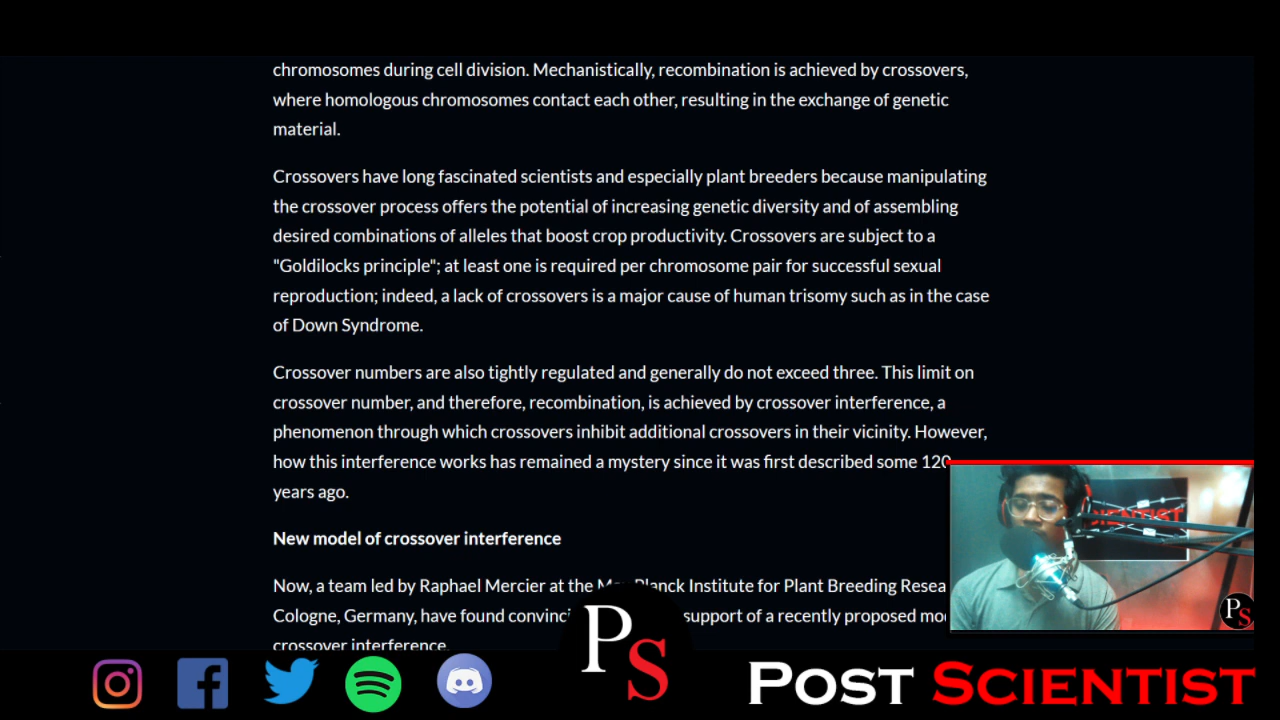 chromosomes during cell division. Mechanistically, recombination is achieved by crossovers,
where homologous chromosomes contact each other, resulting in the exchange of genetic
material.
Crossovers have long fascinated scientists and especially plant breeders because manipulating
the crossover process offers the potential of increasing genetic diversity and of assembling
desired combinations of alleles that boost crop productivity. Crossovers are subject to a
"Goldilocks principle"; at least one is required per chromosome pair for successful sexual
reproduction; indeed, a lack of crossovers is a major cause of human trisomy such as in the case
of Down Syndrome.
Crossover numbers are also tightly regulated and generally do not exceed three. This limit on
crossover number, and therefore, recombination, is achieved by crossover interference, a
phenomenon through which crossovers inhibit additional crossovers in their vicinity. However,
how this interference works has remained a mystery since it was first described some 120
years ago.
New model of crossover interference
Now, a team led by Raphael Mercier at the Planck Institute for Plant Breeding
Cologne, Germany, have found support of a recently proposed
crossover interference.
PS
PS
POST SCIENTIST